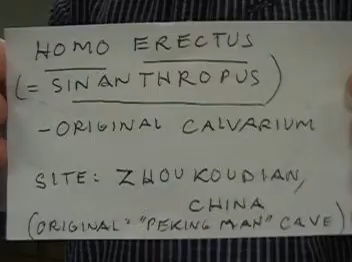 HOMO ERECTUS
(= SINANTHROPUS)
- ORIGINAL CALVARIUM
SITE: ZHOUKOUDIAN,
CHINA
(ORIGINAL "PEKING MAN" CAVE)